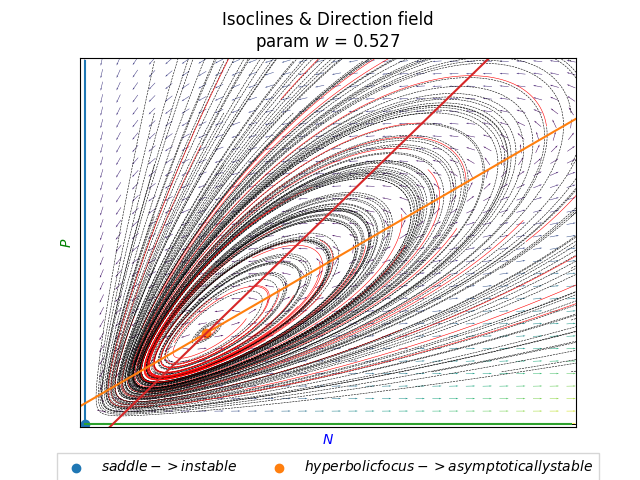 Isoclines & Direction field
param w = 0.527
P
N
saddle-> instable
hyperbolicfocus-> asymptoticallystable